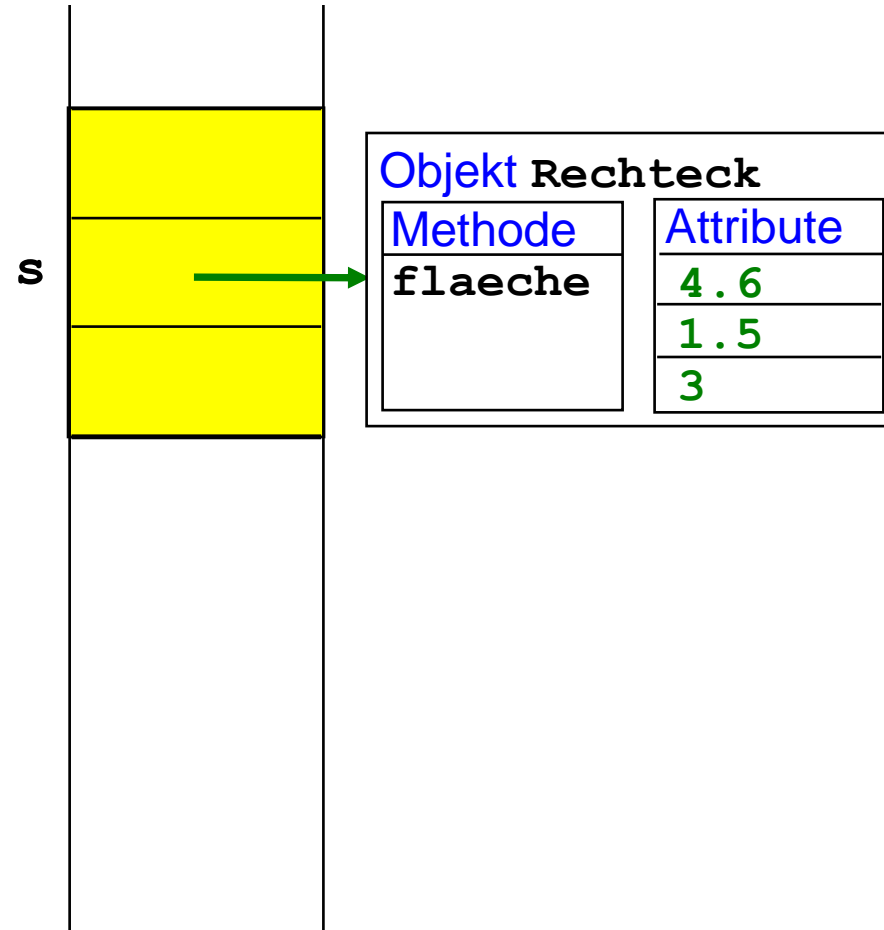 Objekt Rechteck
Methode
Attribute
s
flaeche
4.6
1.5
3